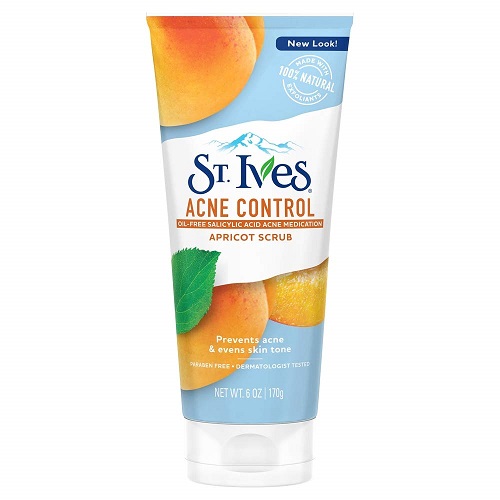 New Look!
MADE WITH
100% NATURAL
EXFOLIANTS
ST. IVES®
ACNE CONTROL
OIL-FREE SALICYLIC ACID ACNE MEDICATION
APRICOT SCRUB
Prevents acne
& evens skin tone
PARABEN FREE • DERMATOLOGIST TESTED
NET WT. 6 OZ | 170g